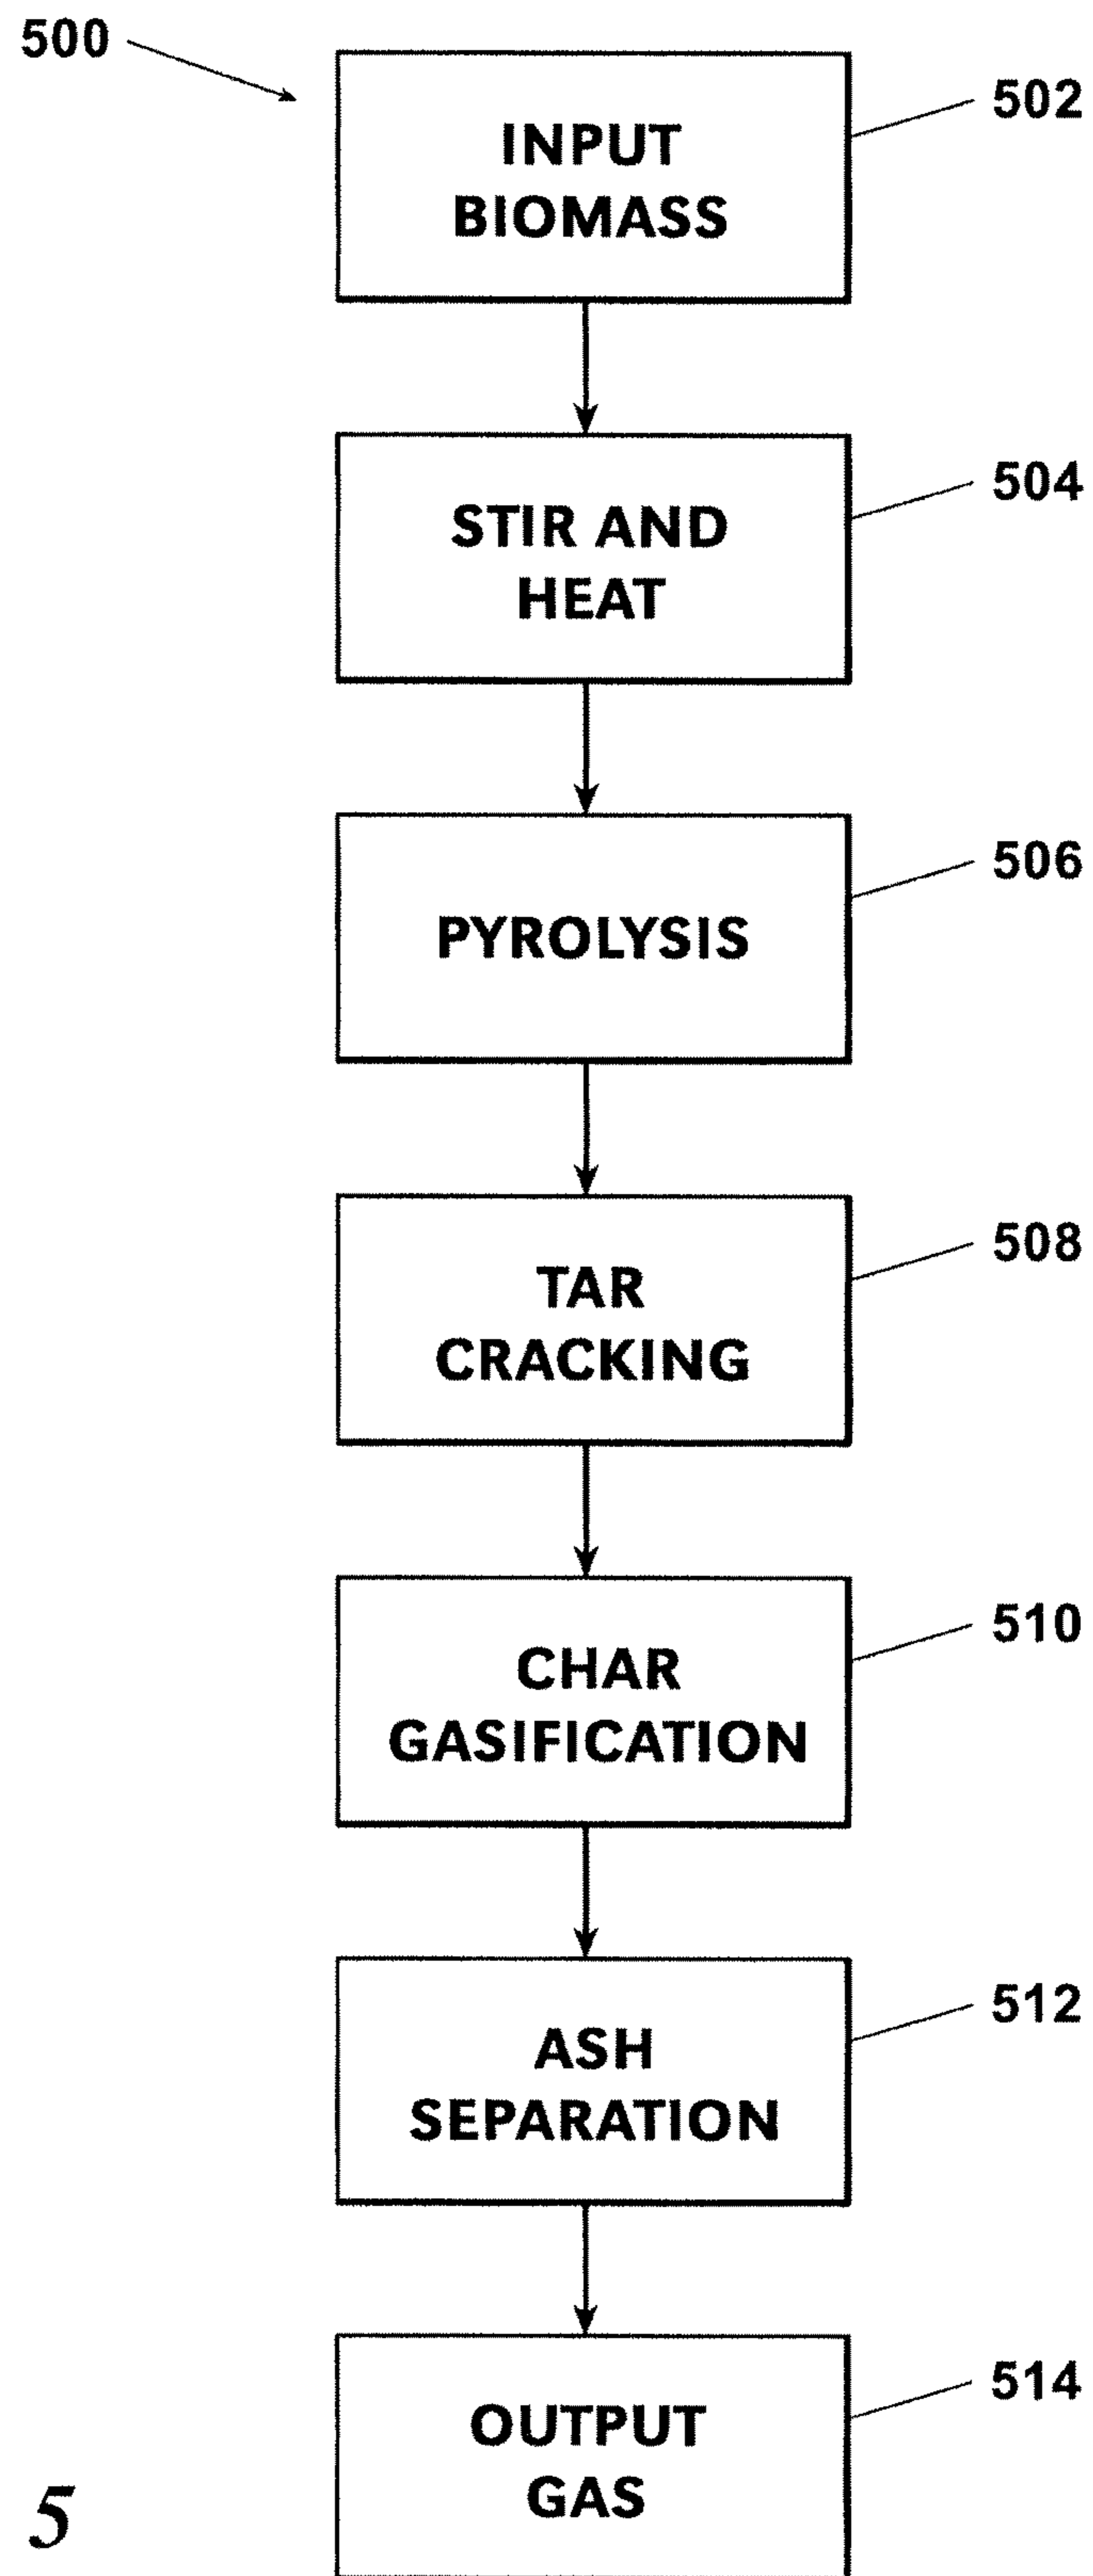 500
INPUT
BIOMASS
502
STIR AND
HEAT
504
PYROLYSIS
506
TAR
CRACKING
508
CHAR
GASIFICATION
510
ASH
SEPARATION
512
OUTPUT
GAS
514
5